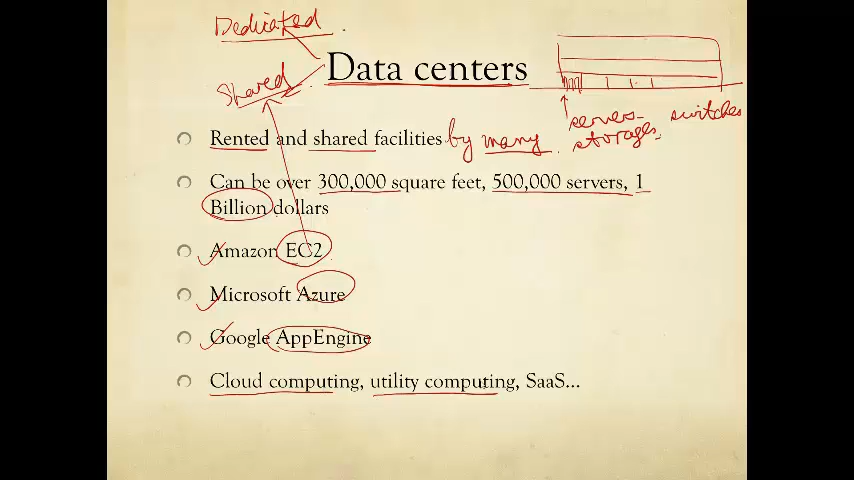 Dedicated
Data centers
Shared
servers switches
storages,
Rented and shared facilities by many
Can be over 300,000 square feet, 500,000 servers, 1
Billion dollars
Amazon EC2
Microsoft Azure
Google AppEngine
Cloud computing, utility computing, SaaS...